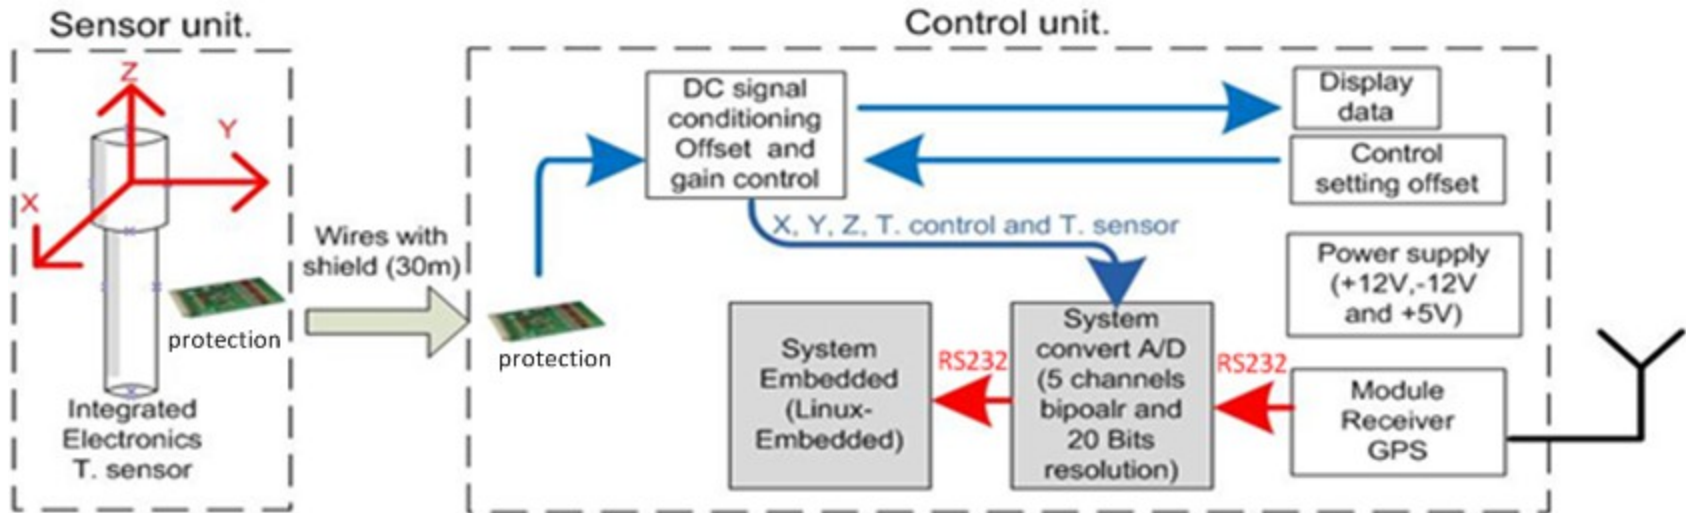 Sensor unit.
Z
Y
X
protection
Integrated
Electronics
T. sensor
Wires with
shield (30m)
Control unit.
protection
DC signal
conditioning
Offset and
gain control
Display
data
Control
setting offset
X, Y, Z, T. control and T. sensor
Power supply
(+12V,-12V
and +5V)
System
Embedded
(Linux-
Embedded)
RS232
System
convert A/D
(5 channels
bipoalr and
20 Bits
resolution)
RS232
Module
Receiver
GPS